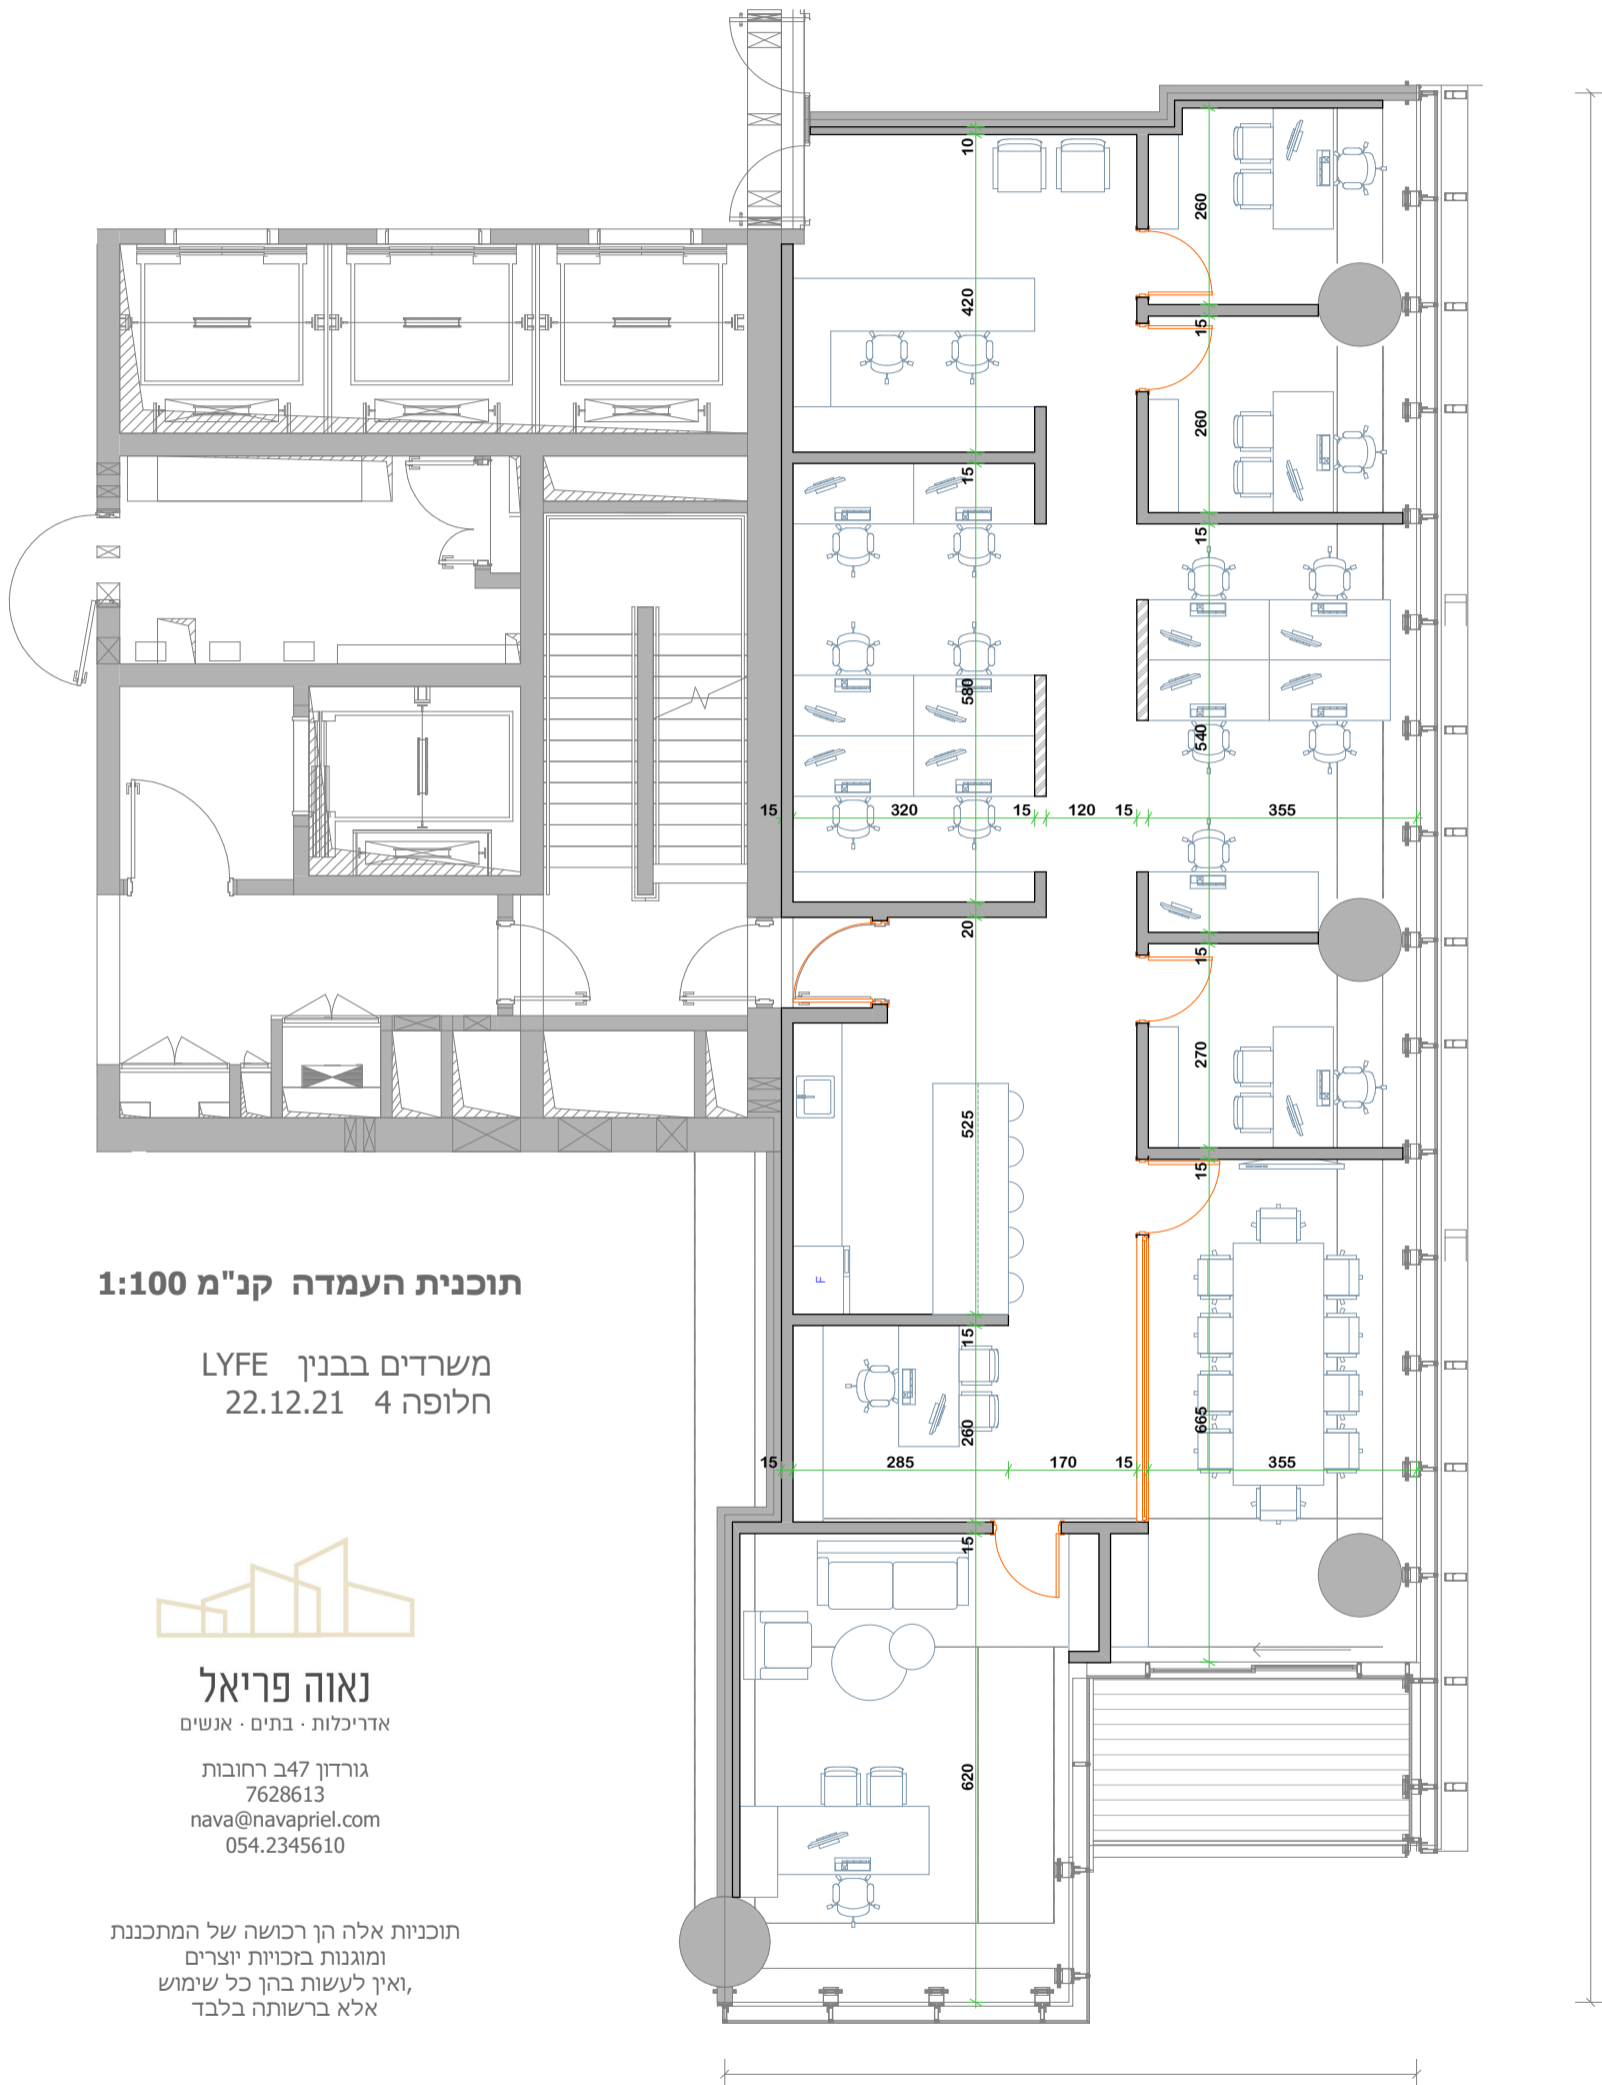 10
260
420
15
260
15
15
580
540
15
320
15
120
15
355
20
15
270
525
15
F
תוכנית העמדה קנ"מ 1:100
משרדים בבנין LYFE
חלופה 4 22.12.21
15
260
665
15
285
170
15
355
15
620
נאוה פריאל
אדריכלות · בתים · אנשים
גורדון 47ב רחובות
7628613
nava@navapriel.com
054.2345610
תוכניות אלה הן רכושה של המתכננת
ומוגנות בזכויות יוצרים
,ואין לעשות בהן כל שימוש
אלא ברשותה בלבד